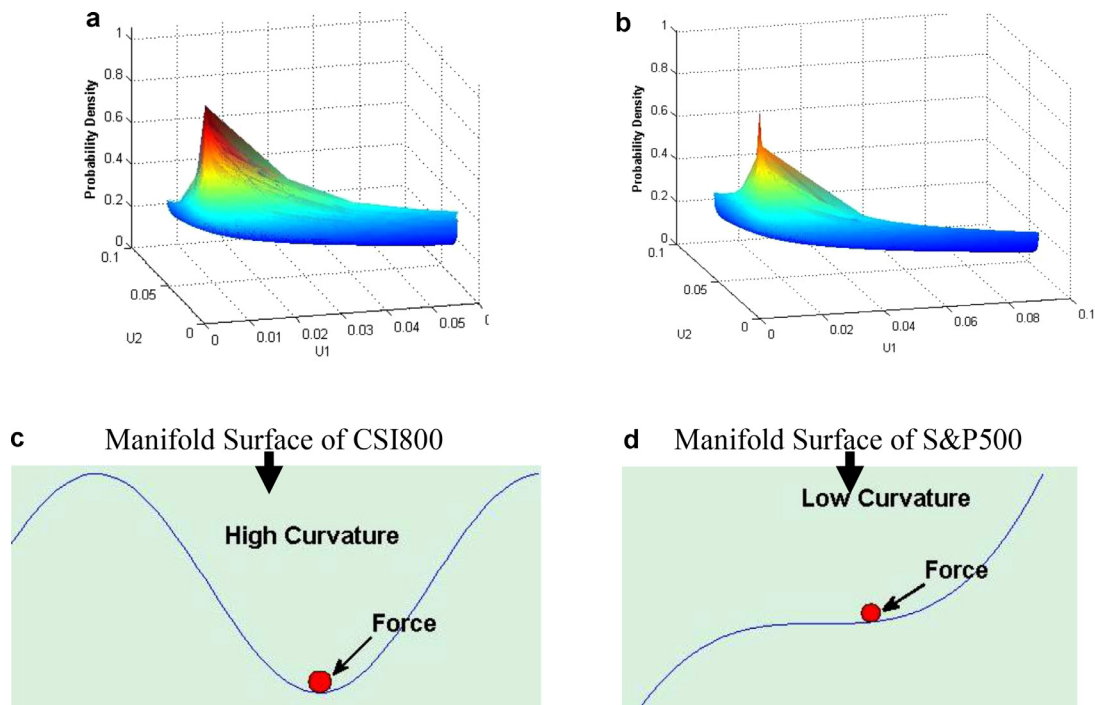 a
1
0.8
0.6
0.4
0.2
0
Probability Density
0.1
0.05
0
U2
0
0.01
0.02
0.03
0.04
0.05
U1
b
1
0.8
0.6
0.4
0.2
0
Probability Density
0.1
0.05
0
U2
0
0.02
0.04
0.06
0.08
0.1
U1
c Manifold Surface of CSI800
High Curvature
Force
d Manifold Surface of S&P500
Low Curvature
Force